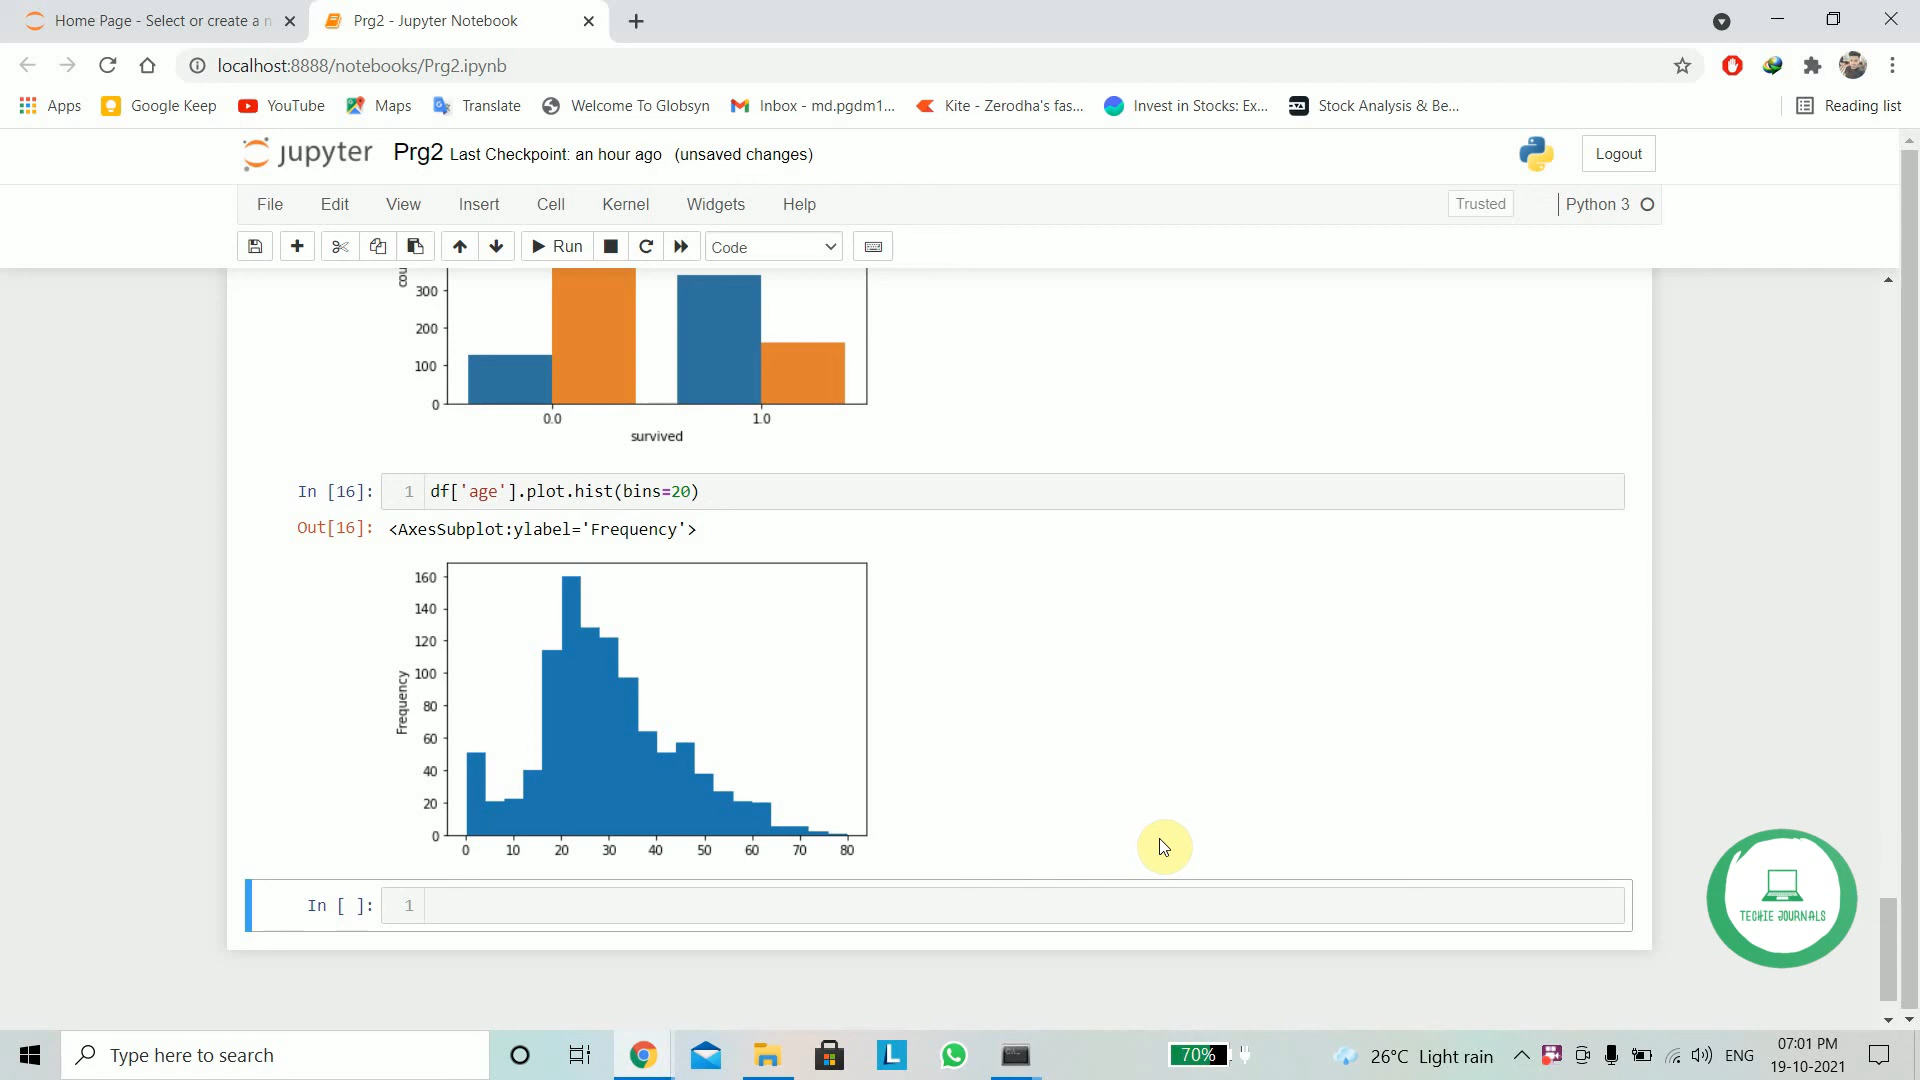 Home Page - Select or create a n
Prg2 - Jupyter Notebook
localhost:8888/notebooks/Prg2.ipynb
Apps Google Keep YouTube Maps Translate Welcome To Globsyn Inbox - md.pgdm1... Kite - Zerodha's fas... Invest in Stocks: Ex... Stock Analysis & Be... Reading list
jupyter Prg2 Last Checkpoint: an hour ago (unsaved changes) Logout
File Edit View Insert Cell Kernel Widgets Help Trusted Python 3
Run Code
300
200
100
0
0.0 1.0
survived
In [16]: 1 df['age'].plot.hist(bins=20)
Out[16]: <AxesSubplot:ylabel='Frequency'>
160
140
120
100
80
60
40
20
0
Frequency
0 10 20 30 40 50 60 70 80
In [ ]: 1
TECHIE JOURNALS
Type here to search
70%
26°C Light rain
ENG
07:01 PM
19-10-2021